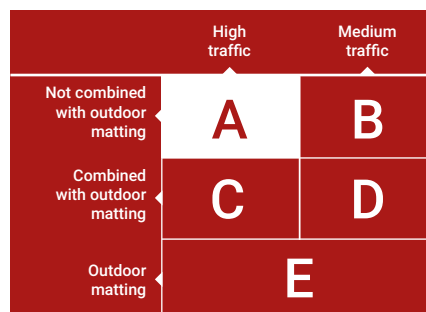 High
traffic
Medium
traffic
Not combined
with outdoor
matting
A
B
Combined
with outdoor
matting
C
D
Outdoor
matting
E